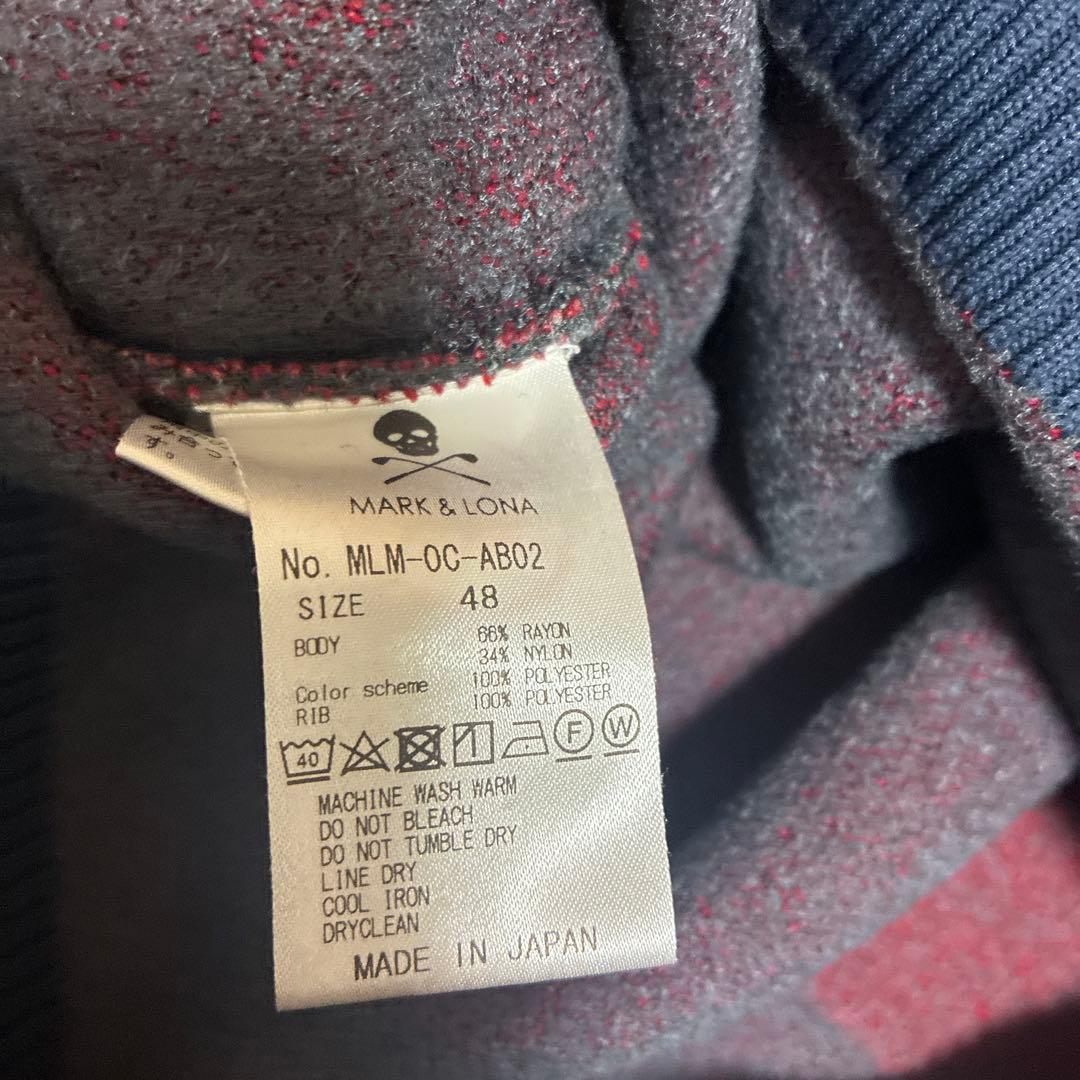 MARK & LONA
No. MLM-OC-AB02
SIZE 48
BODY 66% RAYON
34% NYLON
Color scheme 100% POLYESTER
RIB 100% POLYESTER
40 F W
MACHINE WASH WARM
DO NOT BLEACH
DO NOT TUMBLE DRY
LINE DRY
COOL IRON
DRYCLEAN
MADE IN JAPAN